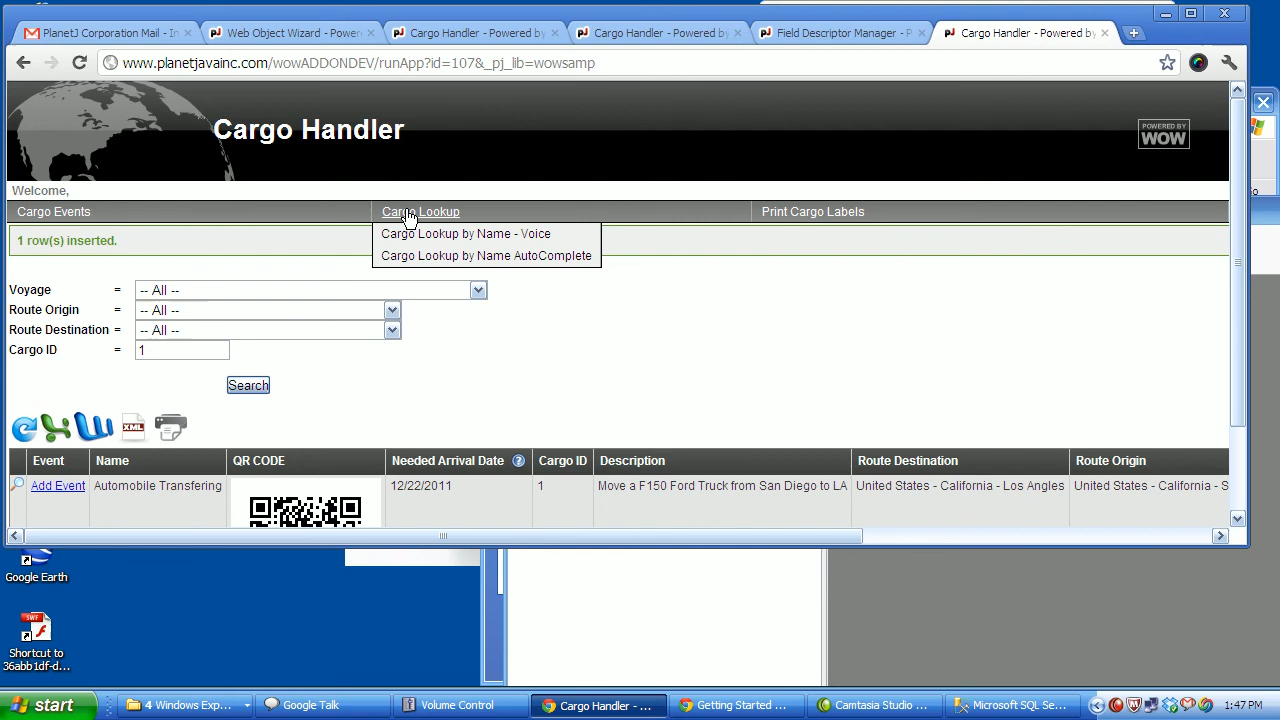 PlanetJ Corporation Mail - In
Web Object Wizard - Power
Cargo Handler - Powered by
Cargo Handler - Powered by
Field Descriptor Manager - P
Cargo Handler - Powered by
www.planetjavainc.com/wowADDONDEV/runApp?id=107&_pj_lib=wowsamp
Cargo Handler
POWERED BY
WOW
Welcome,
Cargo Events
Cargo Lookup
Print Cargo Labels
1 row(s) inserted.
Cargo Lookup by Name - Voice
Cargo Lookup by Name AutoComplete
Voyage = -- All --
Route Origin = -- All --
Route Destination = -- All --
Cargo ID = 1
Search
XML
Event Name QR CODE Needed Arrival Date ? Cargo ID Description Route Destination Route Origin
Add Event Automobile Transfering 12/22/2011 1 Move a F150 Ford Truck from San Diego to LA United States - California - Los Angles United States - California - S
Google Earth
SWF
Shortcut to
36abb1df-d...
start
4 Windows Exp...
Google Talk
Volume Control
Cargo Handler - ...
Getting Started ...
Camtasia Studio ...
Microsoft SQL Se...
1:47 PM